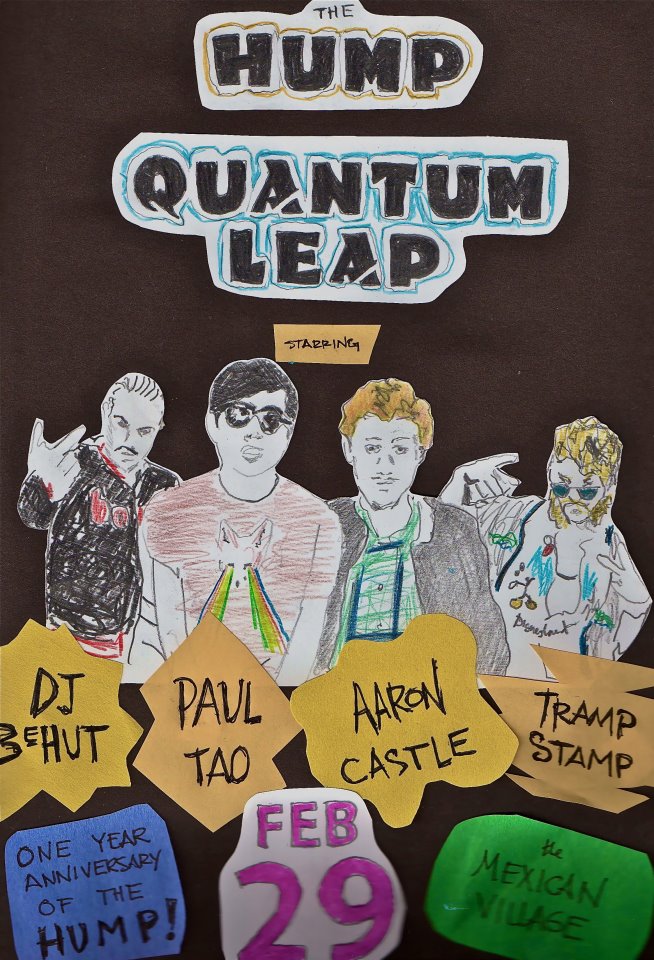 THE
HUMP
QUANTUM
LEAP
STARRING
bo
DJ
BeHUT
PAUL
TAO
AARON
CASTLE
TRAMP
STAMP
ONE YEAR
ANNIVERSARY
OF THE
HUMP!
FEB
29
the
MEXICAN
VILLAGE